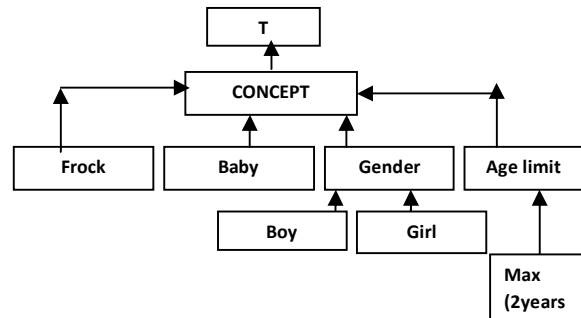 T
CONCEPT
Frock
Baby
Gender
Age limit
Boy
Girl
Max
(2years